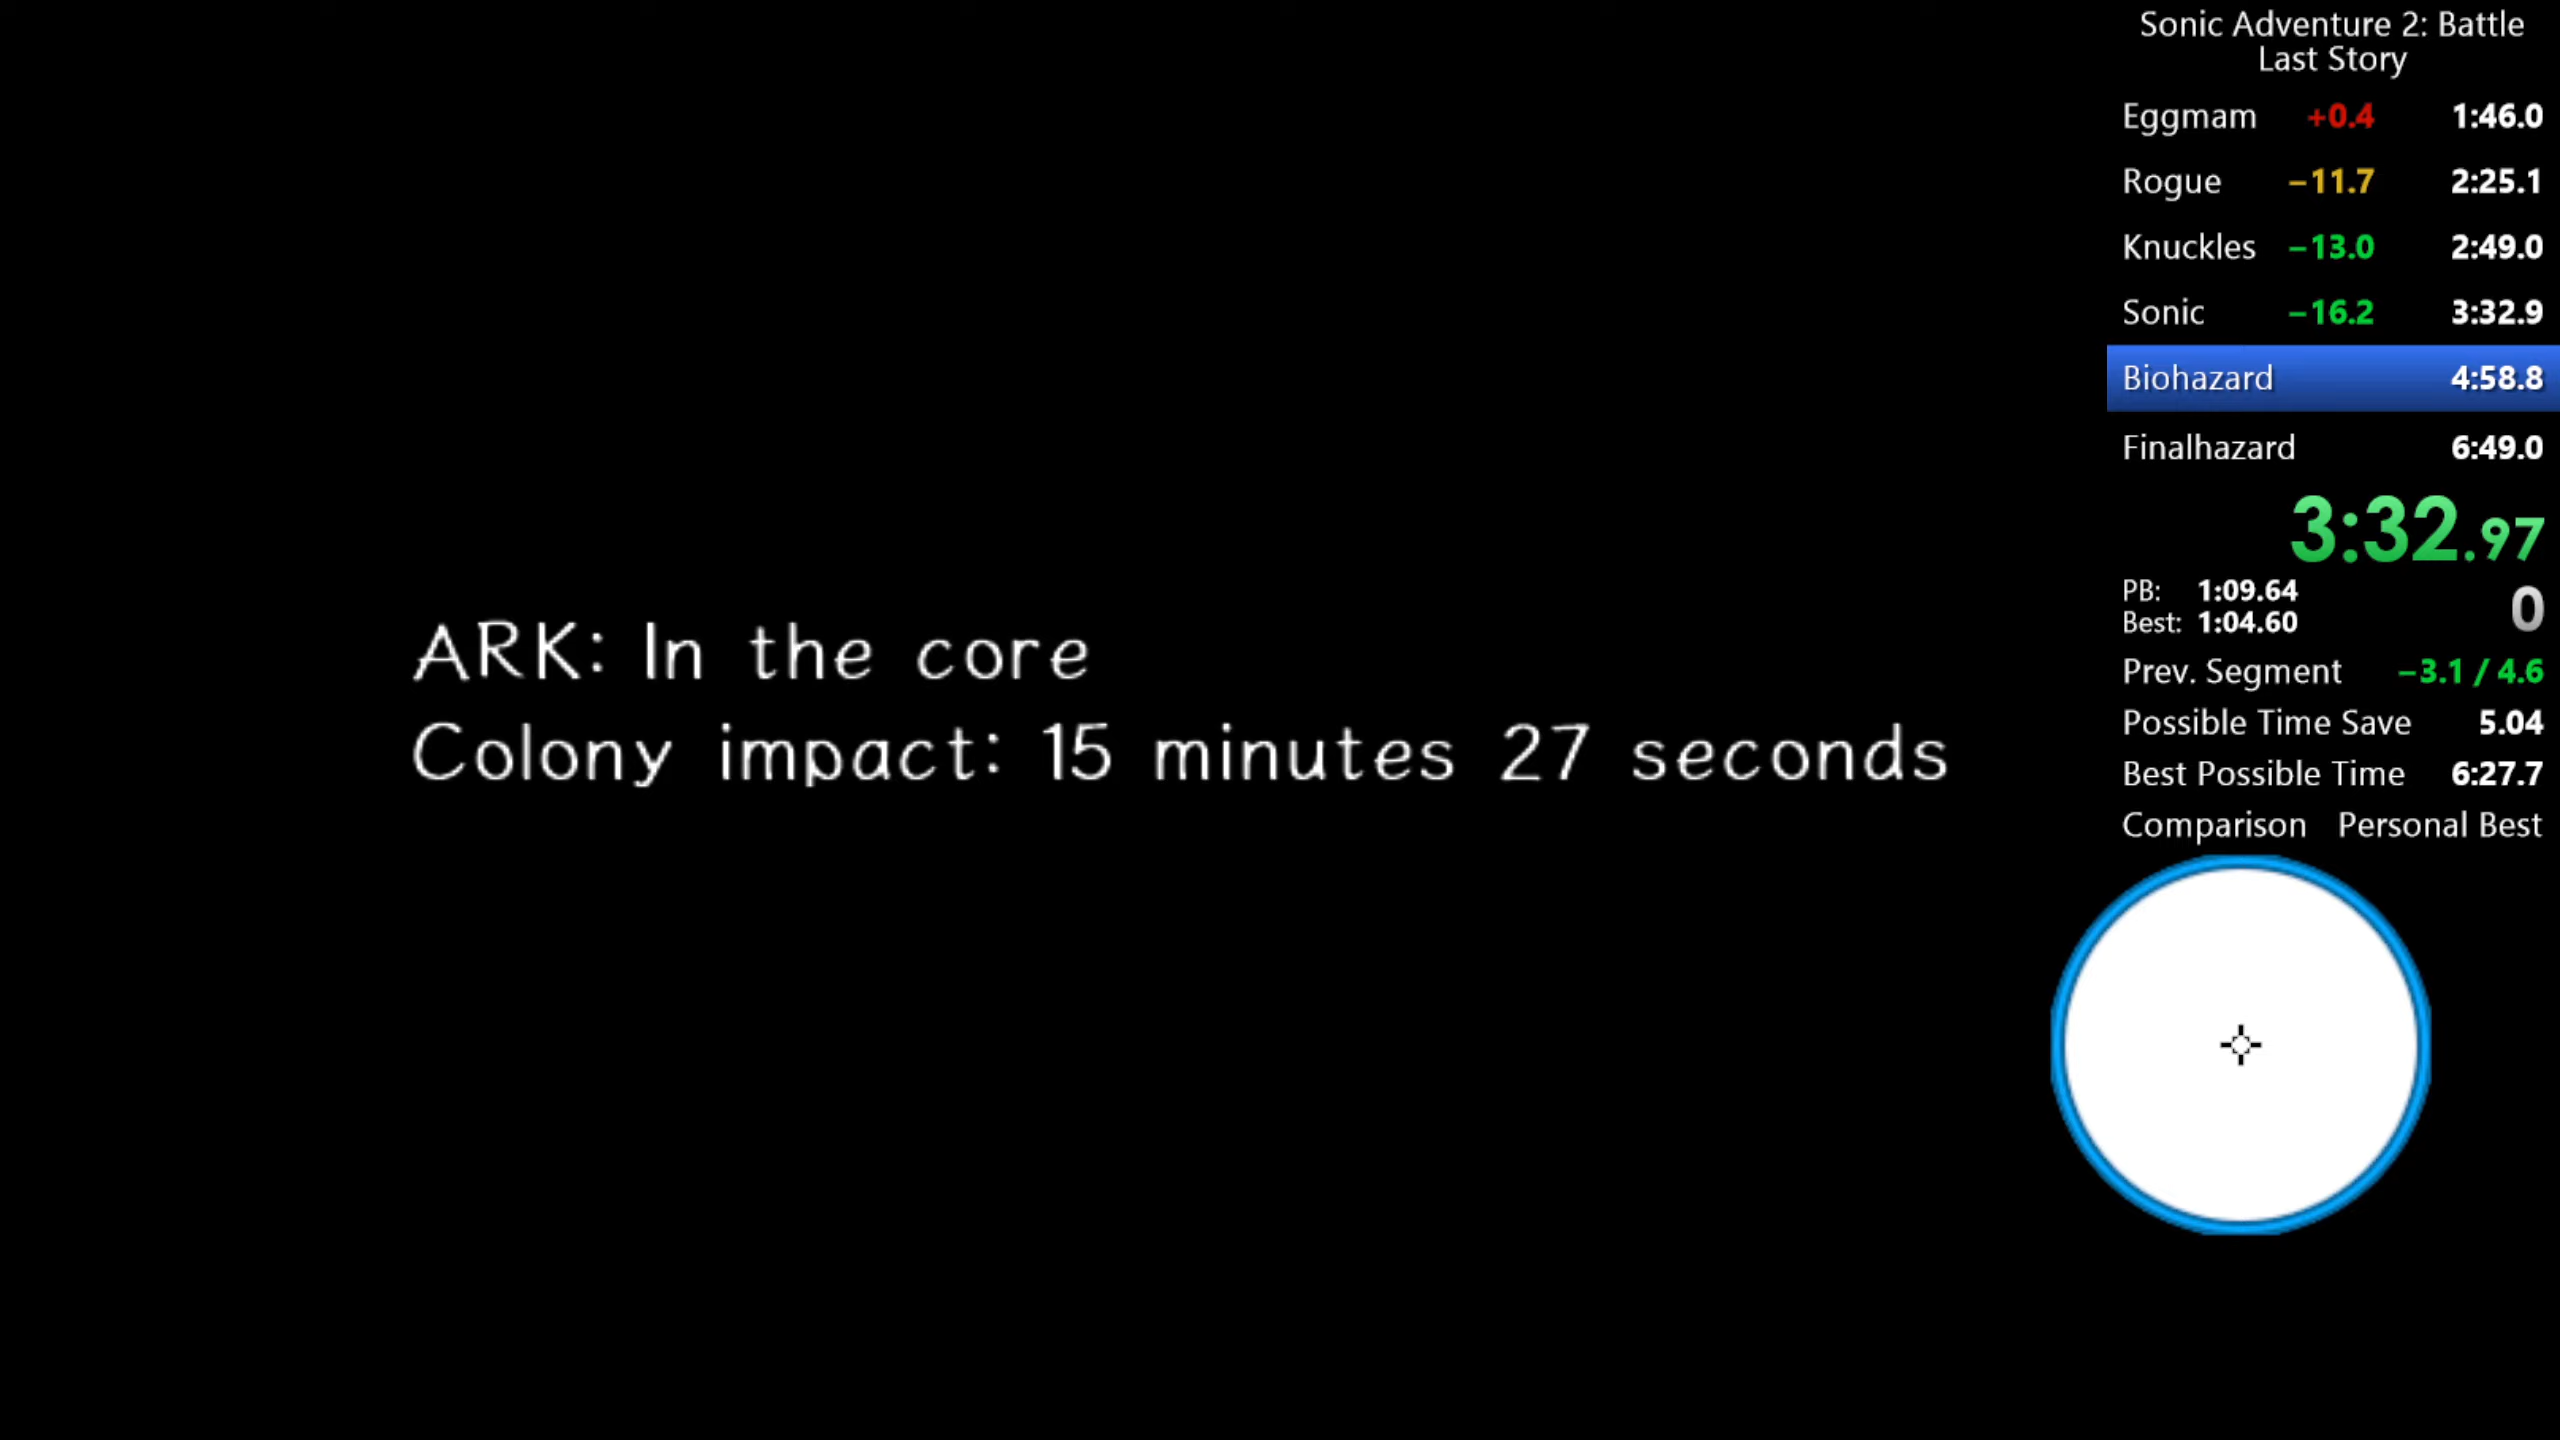 ARK: In the core
Colony impact: 15 minutes 27 seconds
Sonic Adventure 2: Battle
Last Story
Eggmam +0.4 1:46.0
Rogue −11.7 2:25.1
Knuckles −13.0 2:49.0
Sonic −16.2 3:32.9
Biohazard 4:58.8
Finalhazard 6:49.0
3:32.97
PB: 1:09.64 0
Best: 1:04.60
Prev. Segment −3.1 / 4.6
Possible Time Save 5.04
Best Possible Time 6:27.7
Comparison Personal Best